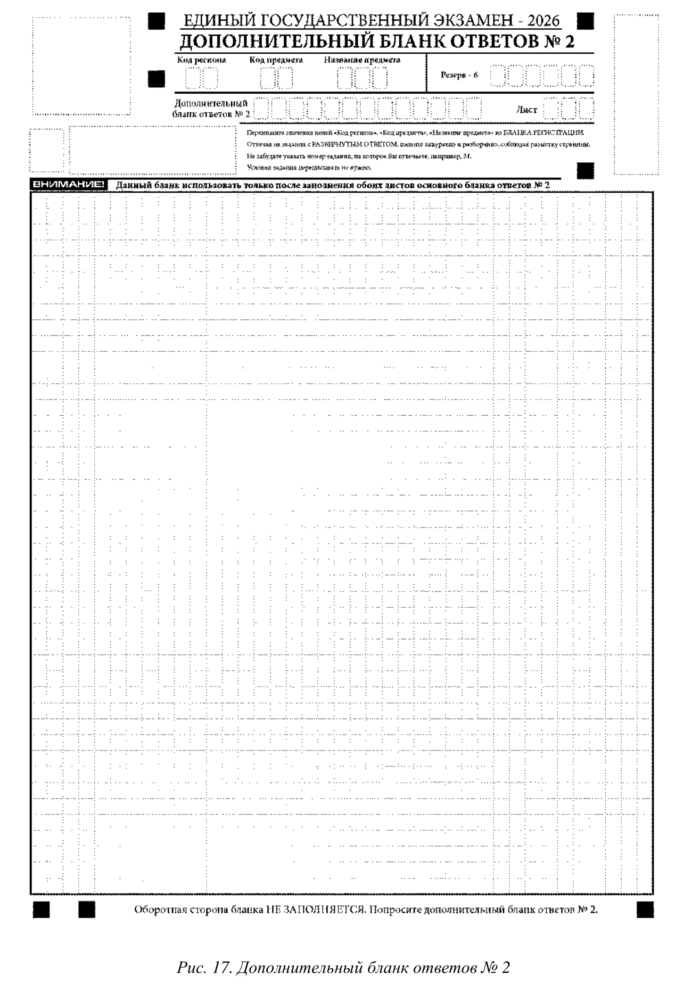 ЕДИНЫЙ ГОСУДАРСТВЕННЫЙ ЭКЗАМЕН - 2026
ДОПОЛНИТЕЛЬНЫЙ БЛАНК ОТВЕТОВ № 2
Код региона Код предмета Название предмета
Резерв - 6
Дополнительный
бланк ответов № 2
Лист
Перепишите значения полей «Код региона», «Код предмета», «Название предмета» из БЛАНКА РЕГИСТРАЦИИ.
Отвечая на задания с РАЗВЕРНУТЫМ ОТВЕТОМ, пишите аккуратно и разборчиво, соблюдая разметку страницы.
Не забудьте указать номер задания, на которое Вы отвечаете, например, 31.
Условия задания переписывать не нужно.
ВНИМАНИЕ! Данный бланк использовать только после заполнения обоих листов основного бланка ответов № 2
Оборотная сторона бланка НЕ ЗАПОЛНЯЕТСЯ. Попросите дополнительный бланк ответов № 2.
Рис. 17. Дополнительный бланк ответов № 2